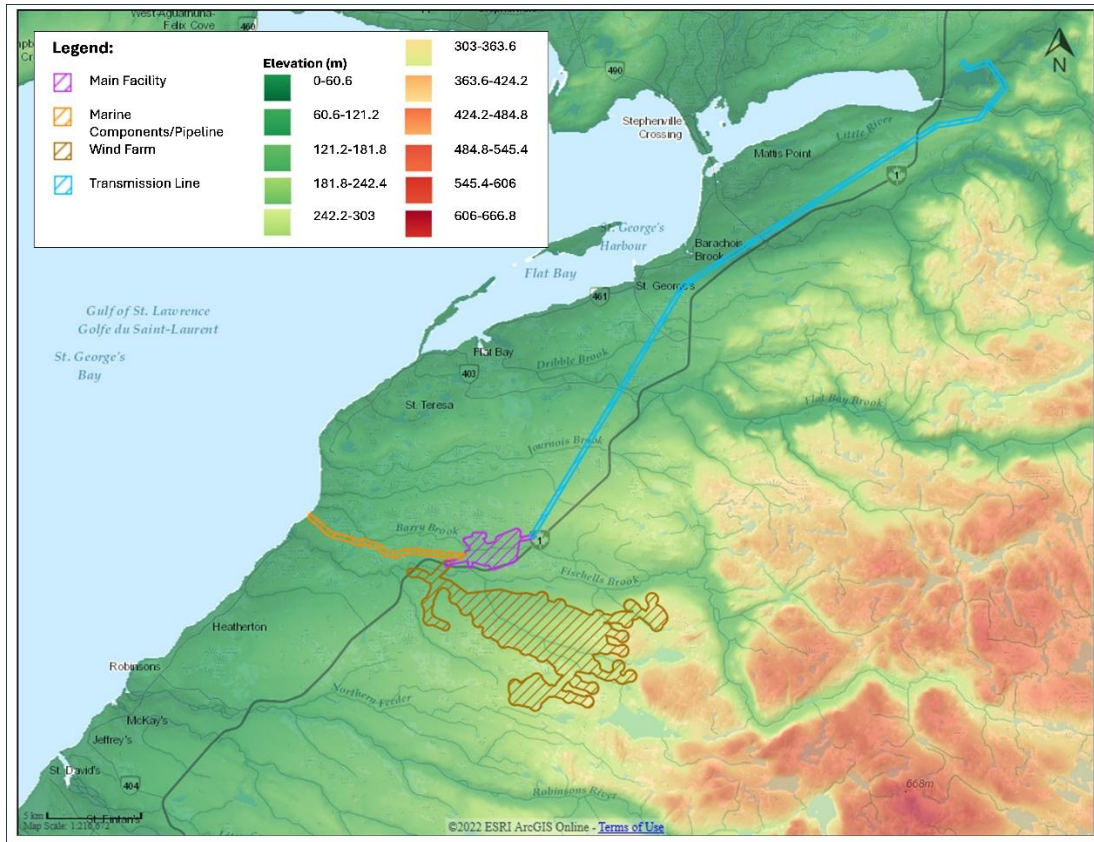 West-Aguathuna-
Felix Cove
460
Legend:
Main Facility
Marine
Components/Pipeline
Wind Farm
Transmission Line
Elevation (m)
0-60.6
60.6-121.2
121.2-181.8
181.8-242.4
242.2-303
303-363.6
363.6-424.2
424.2-484.8
484.8-545.4
545.4-606
606-666.8
N
490
Stephenville
Crossing
Little River
Mattis Point
1
St. George's
Harbour
Barachois
Brook
Flat Bay
St. George's
461
Gulf of St. Lawrence
Golfe du Saint-Laurent
St. George's
Bay
Flat Bay
403
Dribble Brook
St. Teresa
Flat Bay Brook
Journois Brook
Barry Brook
1
Fischells Brook
Heatherton
Robinsons
Northern Feeder
McKay's
Jeffrey's
St. David's
404
Robinsons River
668m
5 km
Map Scale: 1:218,672
St. Fintan's
©2022 ESRI ArcGIS Online - Terms of Use